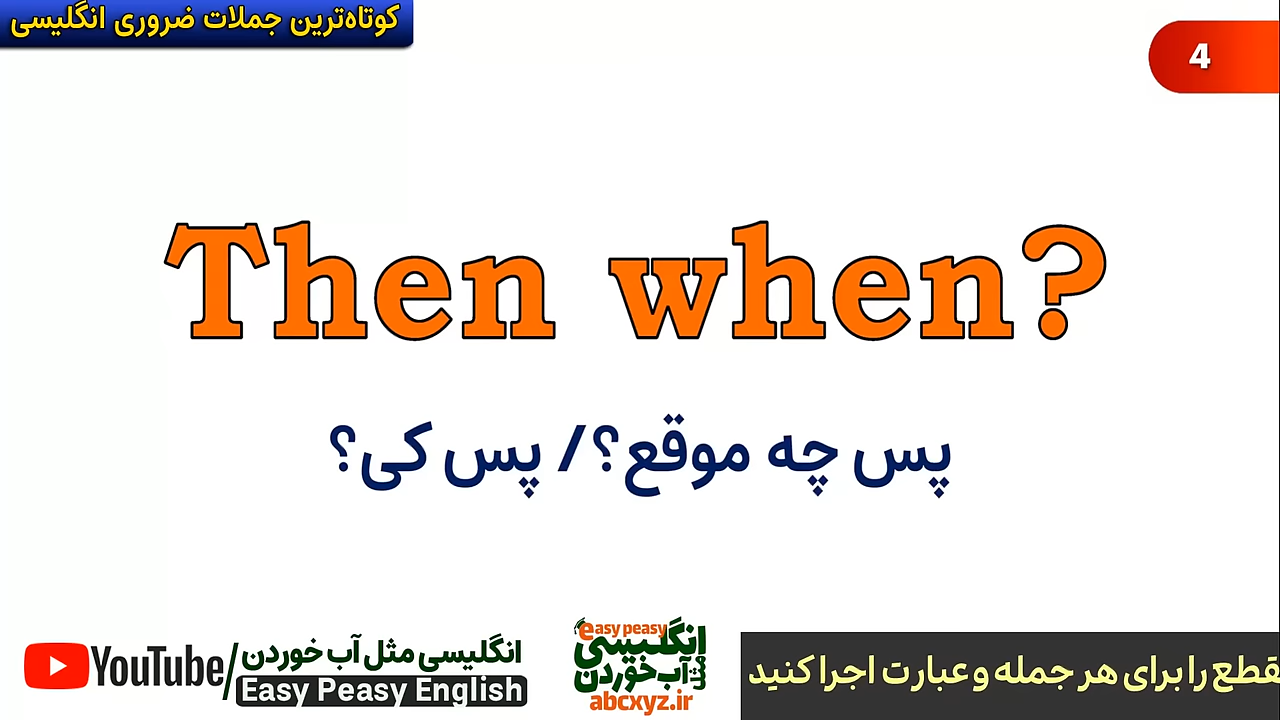 کوتاه‌ترین جملات ضروری انگلیسی
4
Then when?
پس چه موقع؟/ پس کی؟
YouTube/انگلیسی مثل آب خوردن
Easy Peasy English
easy peasy
انگلیسی
مثل آب خوردن
abcxyz.ir
را برای هر جمله و عبارت اجرا کنید